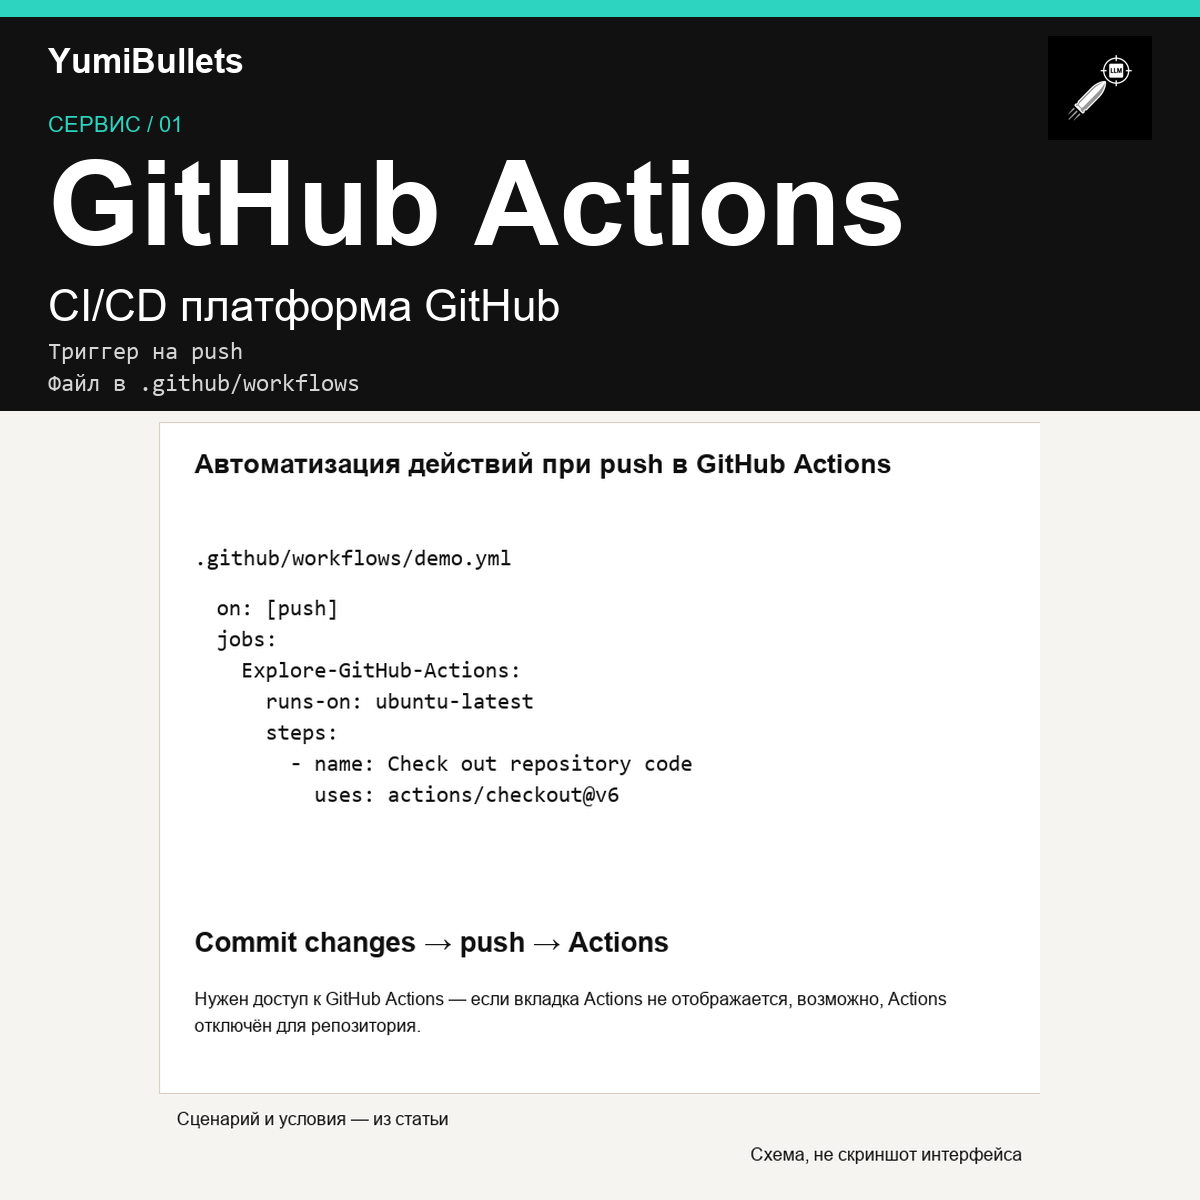 YumiBullets
LLM
СЕРВИС / 01
GitHub Actions
CI/CD платформа GitHub
Триггер на push
Файл в .github/workflows
Автоматизация действий при push в GitHub Actions
.github/workflows/demo.yml
on: [push]
jobs:
Explore-GitHub-Actions:
runs-on: ubuntu-latest
steps:
- name: Check out repository code
uses: actions/checkout@v6
Commit changes → push → Actions
Нужен доступ к GitHub Actions — если вкладка Actions не отображается, возможно, Actions
отключён для репозитория.
Сценарий и условия — из статьи
Схема, не скриншот интерфейса